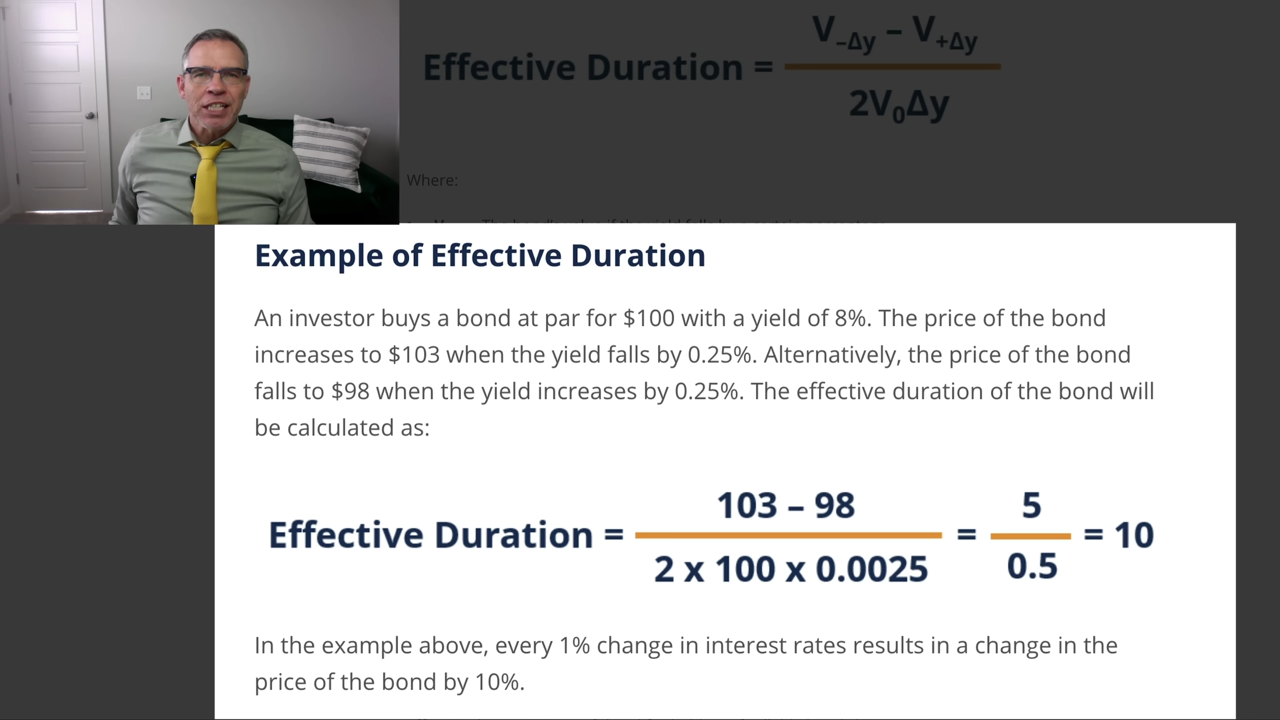 V−Δy – V+Δy
Effective Duration =
2V0Δy
Where:
Example of Effective Duration
An investor buys a bond at par for $100 with a yield of 8%. The price of the bond
increases to $103 when the yield falls by 0.25%. Alternatively, the price of the bond
falls to $98 when the yield increases by 0.25%. The effective duration of the bond will
be calculated as:
103 – 98
5
Effective Duration =
=
= 10
2 x 100 x 0.0025
0.5
In the example above, every 1% change in interest rates results in a change in the
price of the bond by 10%.